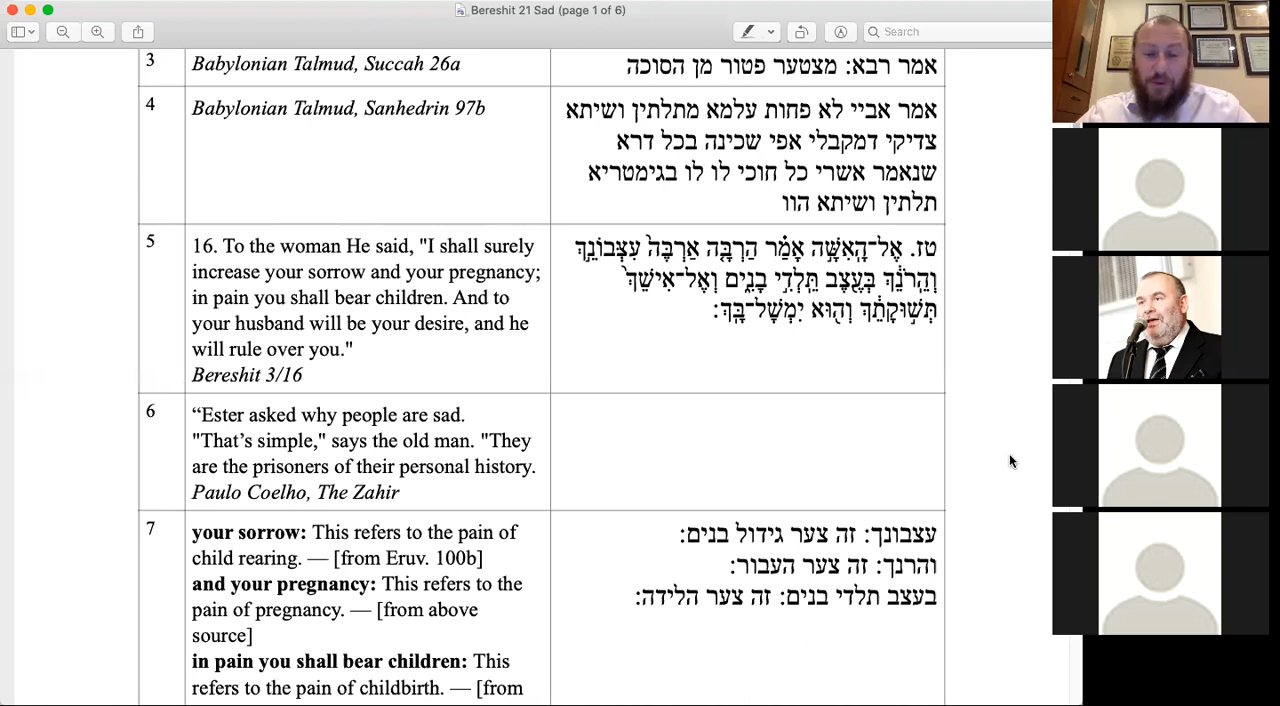 Bereshit 21 Sad (page 1 of 6)
Search
3
Babylonian Talmud, Succah 26a
אמר רבא: מצטער פטור מן הסוכה
4
Babylonian Talmud, Sanhedrin 97b
אמר אביי לא פחות עלמא מתלתין ושיתא
צדיקי דמקבלי אפי שכינה בכל דרא
שנאמר אשרי כל חוכי לו לו בגימטריא
תלתין ושיתא הוו
5
16. To the woman He said, "I shall surely
increase your sorrow and your pregnancy;
in pain you shall bear children. And to
your husband will be your desire, and he
will rule over you."
Bereshit 3/16
טז. אֶל־הָֽאִשָּׁ֣ה אָמַ֗ר הַרְבָּ֤ה אַרְבֶּה֙ עִצְּבוֹנֵ֣ךְ
וְהֵֽרֹנֵ֔ךְ בְּעֶ֖צֶב תֵּֽלְדִ֣י בָנִ֑ים וְאֶל־אִישֵׁךְ֙
תְּשׁ֣וּקָתֵ֔ךְ וְה֖וּא יִמְשָׁל־בָּֽךְ:
6
“Ester asked why people are sad.
"That’s simple," says the old man. "They
are the prisoners of their personal history.
Paulo Coelho, The Zahir
7
your sorrow: This refers to the pain of
child rearing. — [from Eruv. 100b]
and your pregnancy: This refers to the
pain of pregnancy. — [from above
source]
in pain you shall bear children: This
refers to the pain of childbirth. — [from
עצבונך: זה צער גידול בנים:
והרנך: זה צער העבור:
בעצב תלדי בנים: זה צער הלידה: